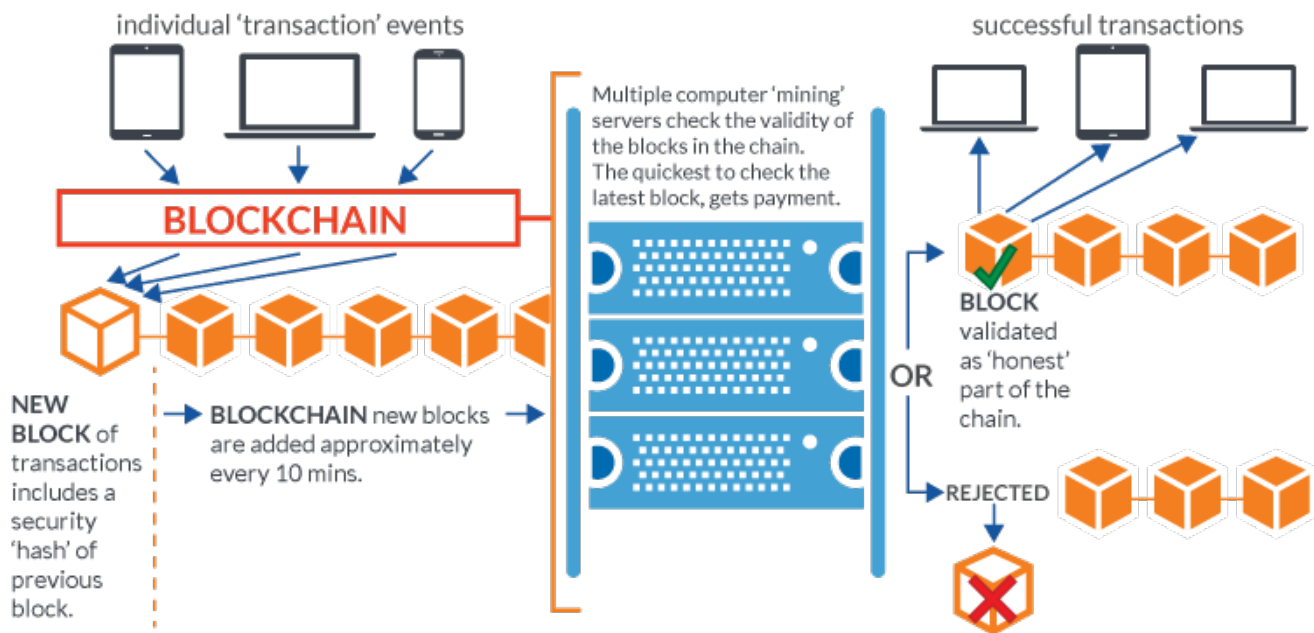 individual ‘transaction’ events
BLOCKCHAIN
NEW
BLOCK of
transactions
includes a
security
‘hash’ of
previous
block.
BLOCKCHAIN new blocks
are added approximately
every 10 mins.
Multiple computer ‘mining’
servers check the validity of
the blocks in the chain.
The quickest to check the
latest block, gets payment.
OR
successful transactions
BLOCK
validated
as ‘honest’
part of the
chain.
REJECTED